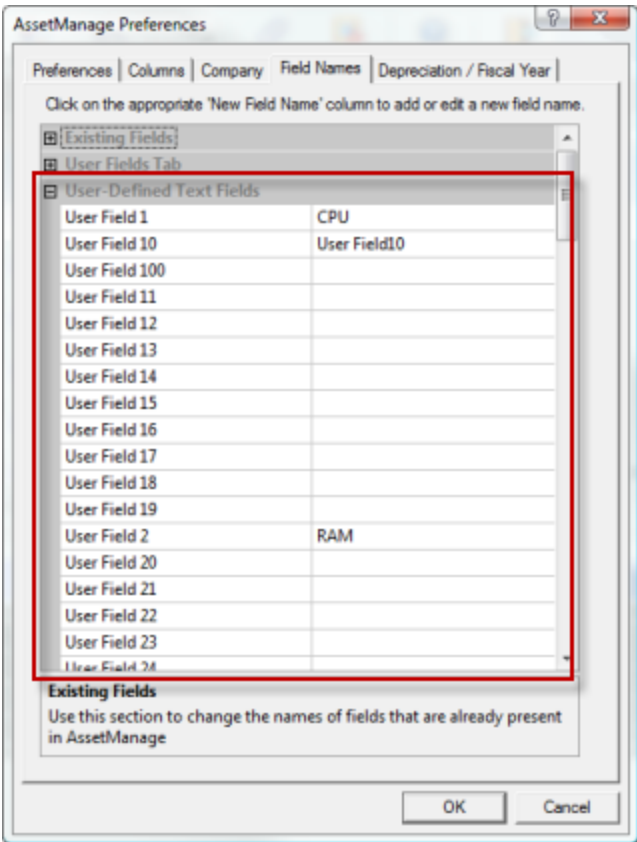 AssetManage Preferences
Preferences Columns Company Field Names Depreciation / Fiscal Year
Click on the appropriate 'New Field Name' column to add or edit a new field name.
Existing Fields
User Fields Tab
User-Defined Text Fields
User Field 1 CPU
User Field 10 User Field10
User Field 100
User Field 11
User Field 12
User Field 13
User Field 14
User Field 15
User Field 16
User Field 17
User Field 18
User Field 19
User Field 2 RAM
User Field 20
User Field 21
User Field 22
User Field 23
User Field 24
Existing Fields
Use this section to change the names of fields that are already present
in AssetManage
OK Cancel